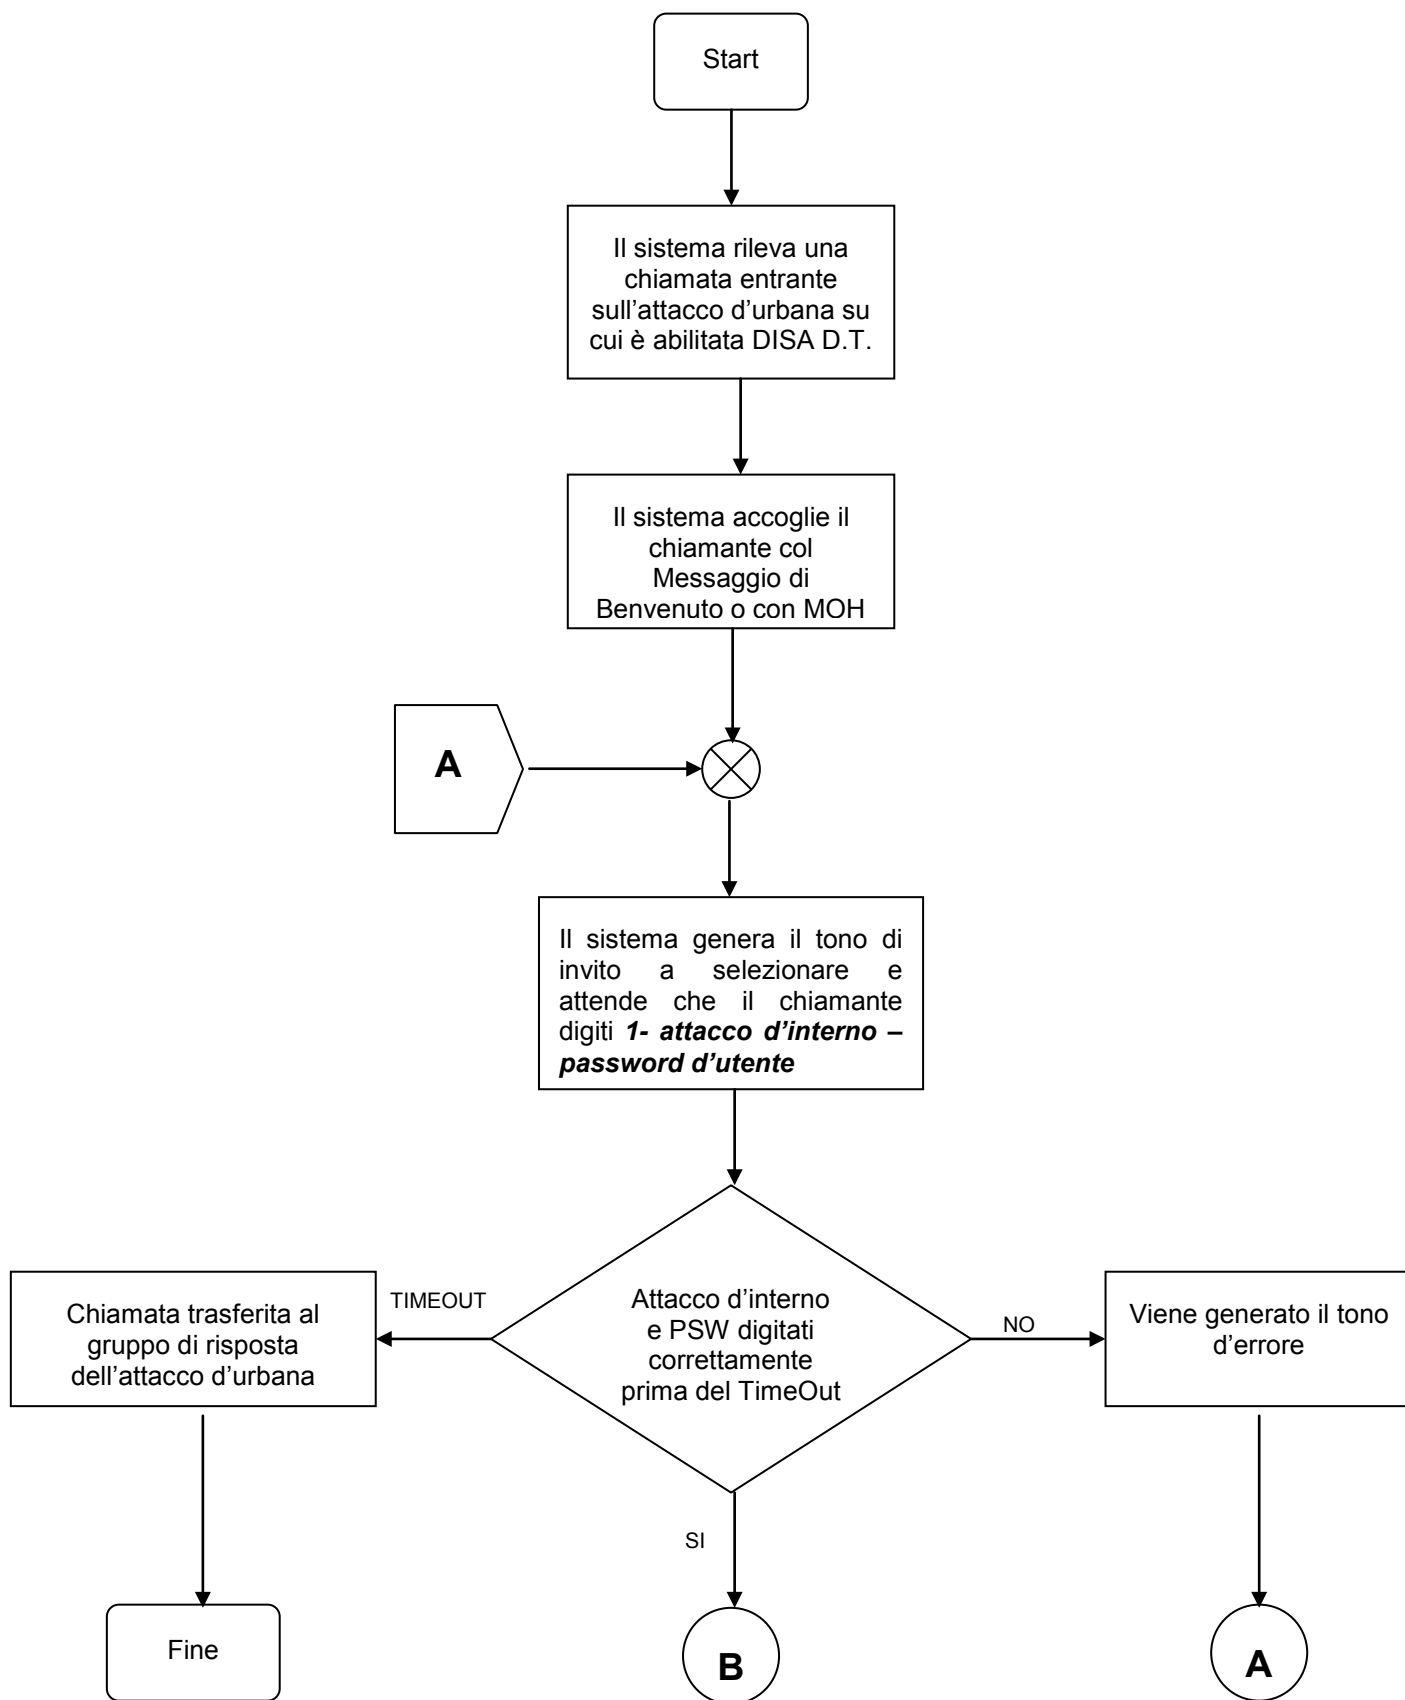 Start
Il sistema rileva una
chiamata entrante
sull’attacco d’urbana su
cui è abilitata DISA D.T.
Il sistema accoglie il
chiamante col
Messaggio di
Benvenuto o con MOH
A
Il sistema genera il tono di
invito a selezionare e
attende che il chiamante
digiti 1- attacco d’interno –
password d’utente
TIMEOUT
Chiamata trasferita al
gruppo di risposta
dell’attacco d’urbana
Attacco d’interno
e PSW digitati
correttamente
prima del TimeOut
NO
Viene generato il tono
d’errore
SI
Fine
B
A